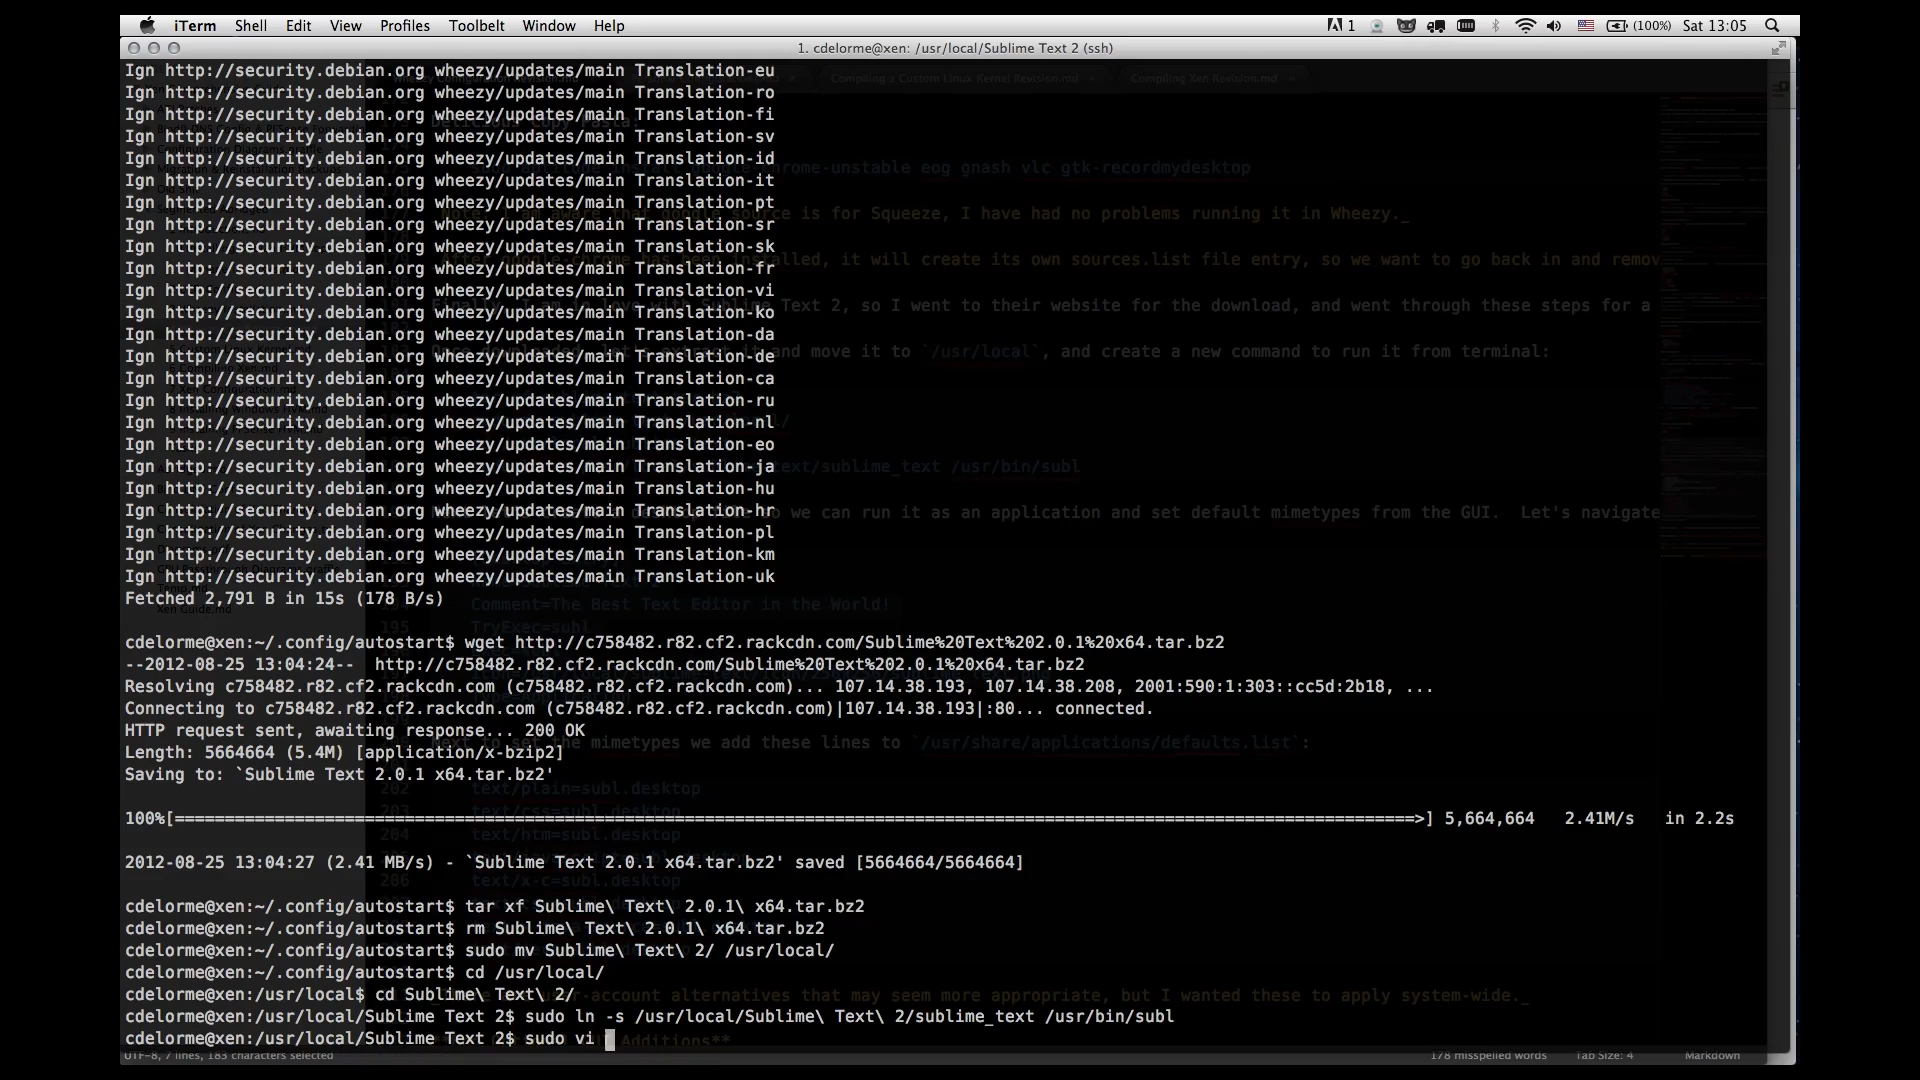 iTerm Shell Edit View Profiles Toolbelt Window Help 1 (100%) Sat 13:05
1. cdelorme@xen: /usr/local/Sublime Text 2 (ssh)
Compiling a Custom Linux Kernel Revision.md Compiling Xen Revision.md
Ign http://security.debian.org wheezy/updates/main Translation-eu
Ign http://security.debian.org wheezy/updates/main Translation-ro
Ign http://security.debian.org wheezy/updates/main Translation-fi
Ign http://security.debian.org wheezy/updates/main Translation-sv
Ign http://security.debian.org wheezy/updates/main Translation-id
Ign http://security.debian.org wheezy/updates/main Translation-it
Ign http://security.debian.org wheezy/updates/main Translation-pt
Ign http://security.debian.org wheezy/updates/main Translation-sr
Ign http://security.debian.org wheezy/updates/main Translation-sk
Ign http://security.debian.org wheezy/updates/main Translation-fr
Ign http://security.debian.org wheezy/updates/main Translation-vi
Ign http://security.debian.org wheezy/updates/main Translation-ko
Ign http://security.debian.org wheezy/updates/main Translation-da
Ign http://security.debian.org wheezy/updates/main Translation-de
Ign http://security.debian.org wheezy/updates/main Translation-ca
Ign http://security.debian.org wheezy/updates/main Translation-ru
Ign http://security.debian.org wheezy/updates/main Translation-nl
Ign http://security.debian.org wheezy/updates/main Translation-eo
Ign http://security.debian.org wheezy/updates/main Translation-ja
Ign http://security.debian.org wheezy/updates/main Translation-hu
Ign http://security.debian.org wheezy/updates/main Translation-hr
Ign http://security.debian.org wheezy/updates/main Translation-pl
Ign http://security.debian.org wheezy/updates/main Translation-km
Ign http://security.debian.org wheezy/updates/main Translation-uk
Fetched 2,791 B in 15s (178 B/s)
cdelorme@xen:~/.config/autostart$ wget http://c758482.r82.cf2.rackcdn.com/Sublime%20Text%202.0.1%20x64.tar.bz2
--2012-08-25 13:04:24-- http://c758482.r82.cf2.rackcdn.com/Sublime%20Text%202.0.1%20x64.tar.bz2
Resolving c758482.r82.cf2.rackcdn.com (c758482.r82.cf2.rackcdn.com)... 107.14.38.193, 107.14.38.208, 2001:590:1:303::cc5d:2b18, ...
Connecting to c758482.r82.cf2.rackcdn.com (c758482.r82.cf2.rackcdn.com)|107.14.38.193|:80... connected.
HTTP request sent, awaiting response... 200 OK
Length: 5664664 (5.4M) [application/x-bzip2]
Saving to: `Sublime Text 2.0.1 x64.tar.bz2'
100%[============================================================================================================================>] 5,664,664 2.41M/s in 2.2s
2012-08-25 13:04:27 (2.41 MB/s) - `Sublime Text 2.0.1 x64.tar.bz2' saved [5664664/5664664]
cdelorme@xen:~/.config/autostart$ tar xf Sublime\ Text\ 2.0.1\ x64.tar.bz2
cdelorme@xen:~/.config/autostart$ rm Sublime\ Text\ 2.0.1\ x64.tar.bz2
cdelorme@xen:~/.config/autostart$ sudo mv Sublime\ Text\ 2/ /usr/local/
cdelorme@xen:~/.config/autostart$ cd /usr/local/
cdelorme@xen:/usr/local$ cd Sublime\ Text\ 2/
cdelorme@xen:/usr/local/Sublime Text 2$ sudo ln -s /usr/local/Sublime\ Text\ 2/sublime_text /usr/bin/subl
cdelorme@xen:/usr/local/Sublime Text 2$ sudo vi
UTF-8, 7 lines, 183 characters selected 178 misspelled words Tab Size: 4 Markdown